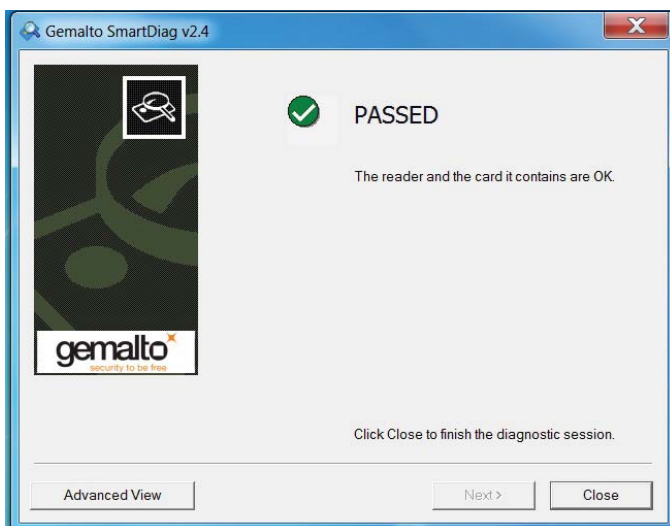 Gemalto SmartDiag v2.4
PASSED
The reader and the card it contains are OK.
gemalto
security to be free
Click Close to finish the diagnostic session.
Advanced View
Next >
Close